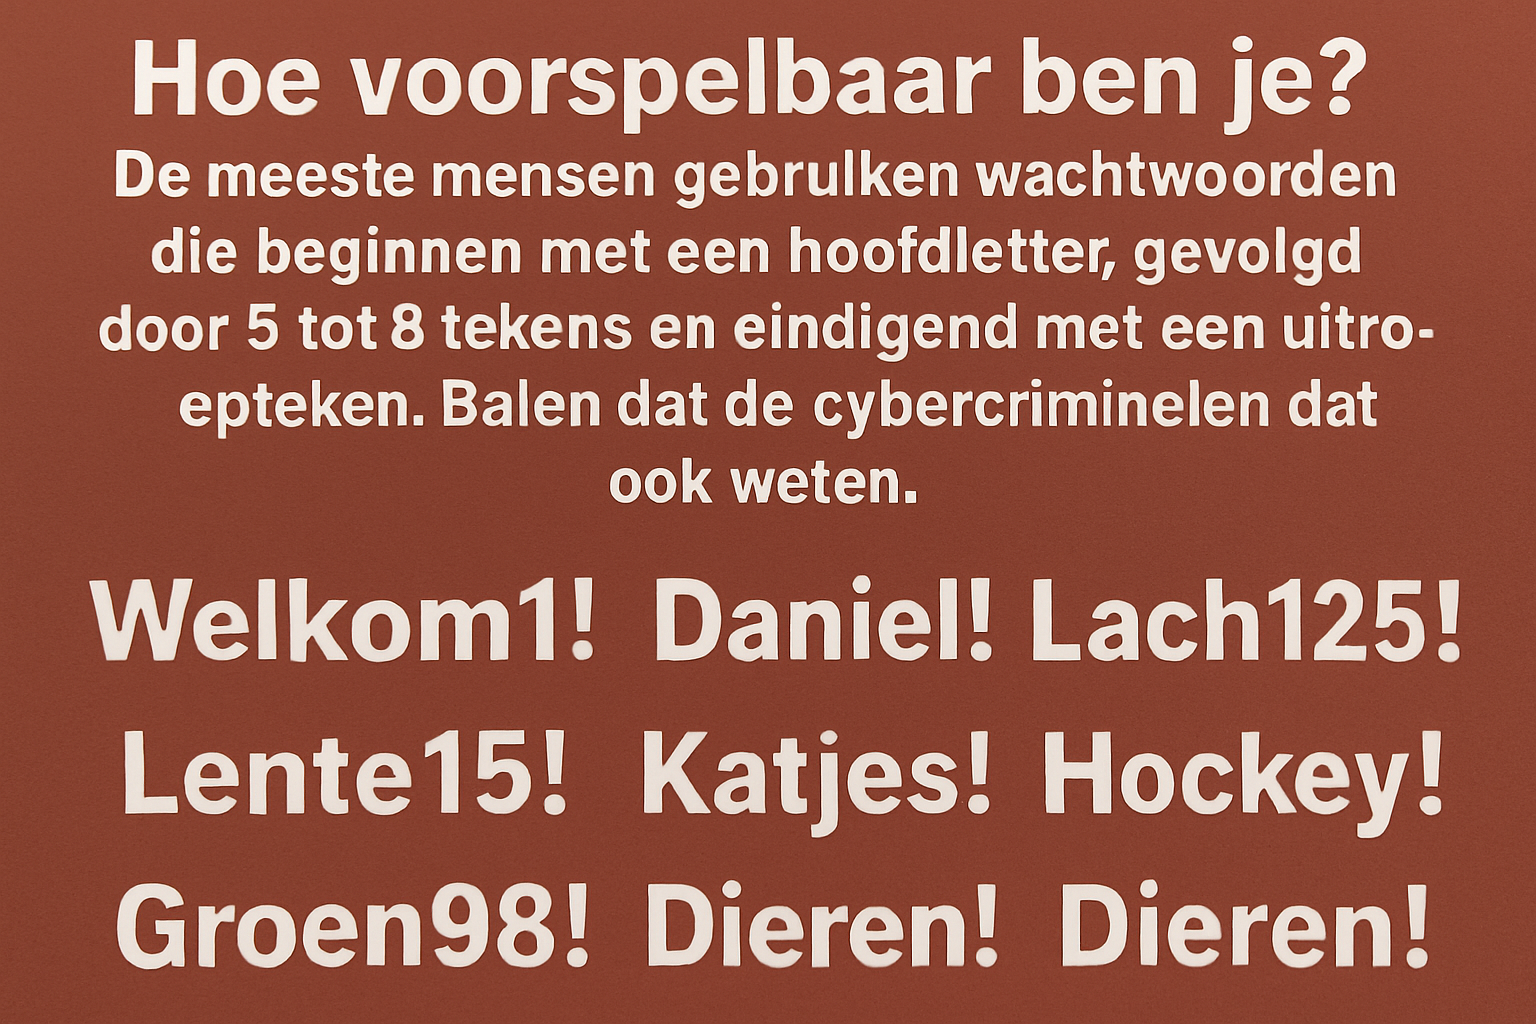 Hoe voorspelbaar ben je?
De meeste mensen gebrulken wachtwoorden
die beginnen met een hoofdletter, gevolgd
door 5 tot 8 tekens en eindigend met een uitro-
epteken. Balen dat de cybercriminelen dat
ook weten.
Welkom1! Daniel! Lach125!
Lente15! Katjes! Hockey!
Groen98! Dieren! Dieren!